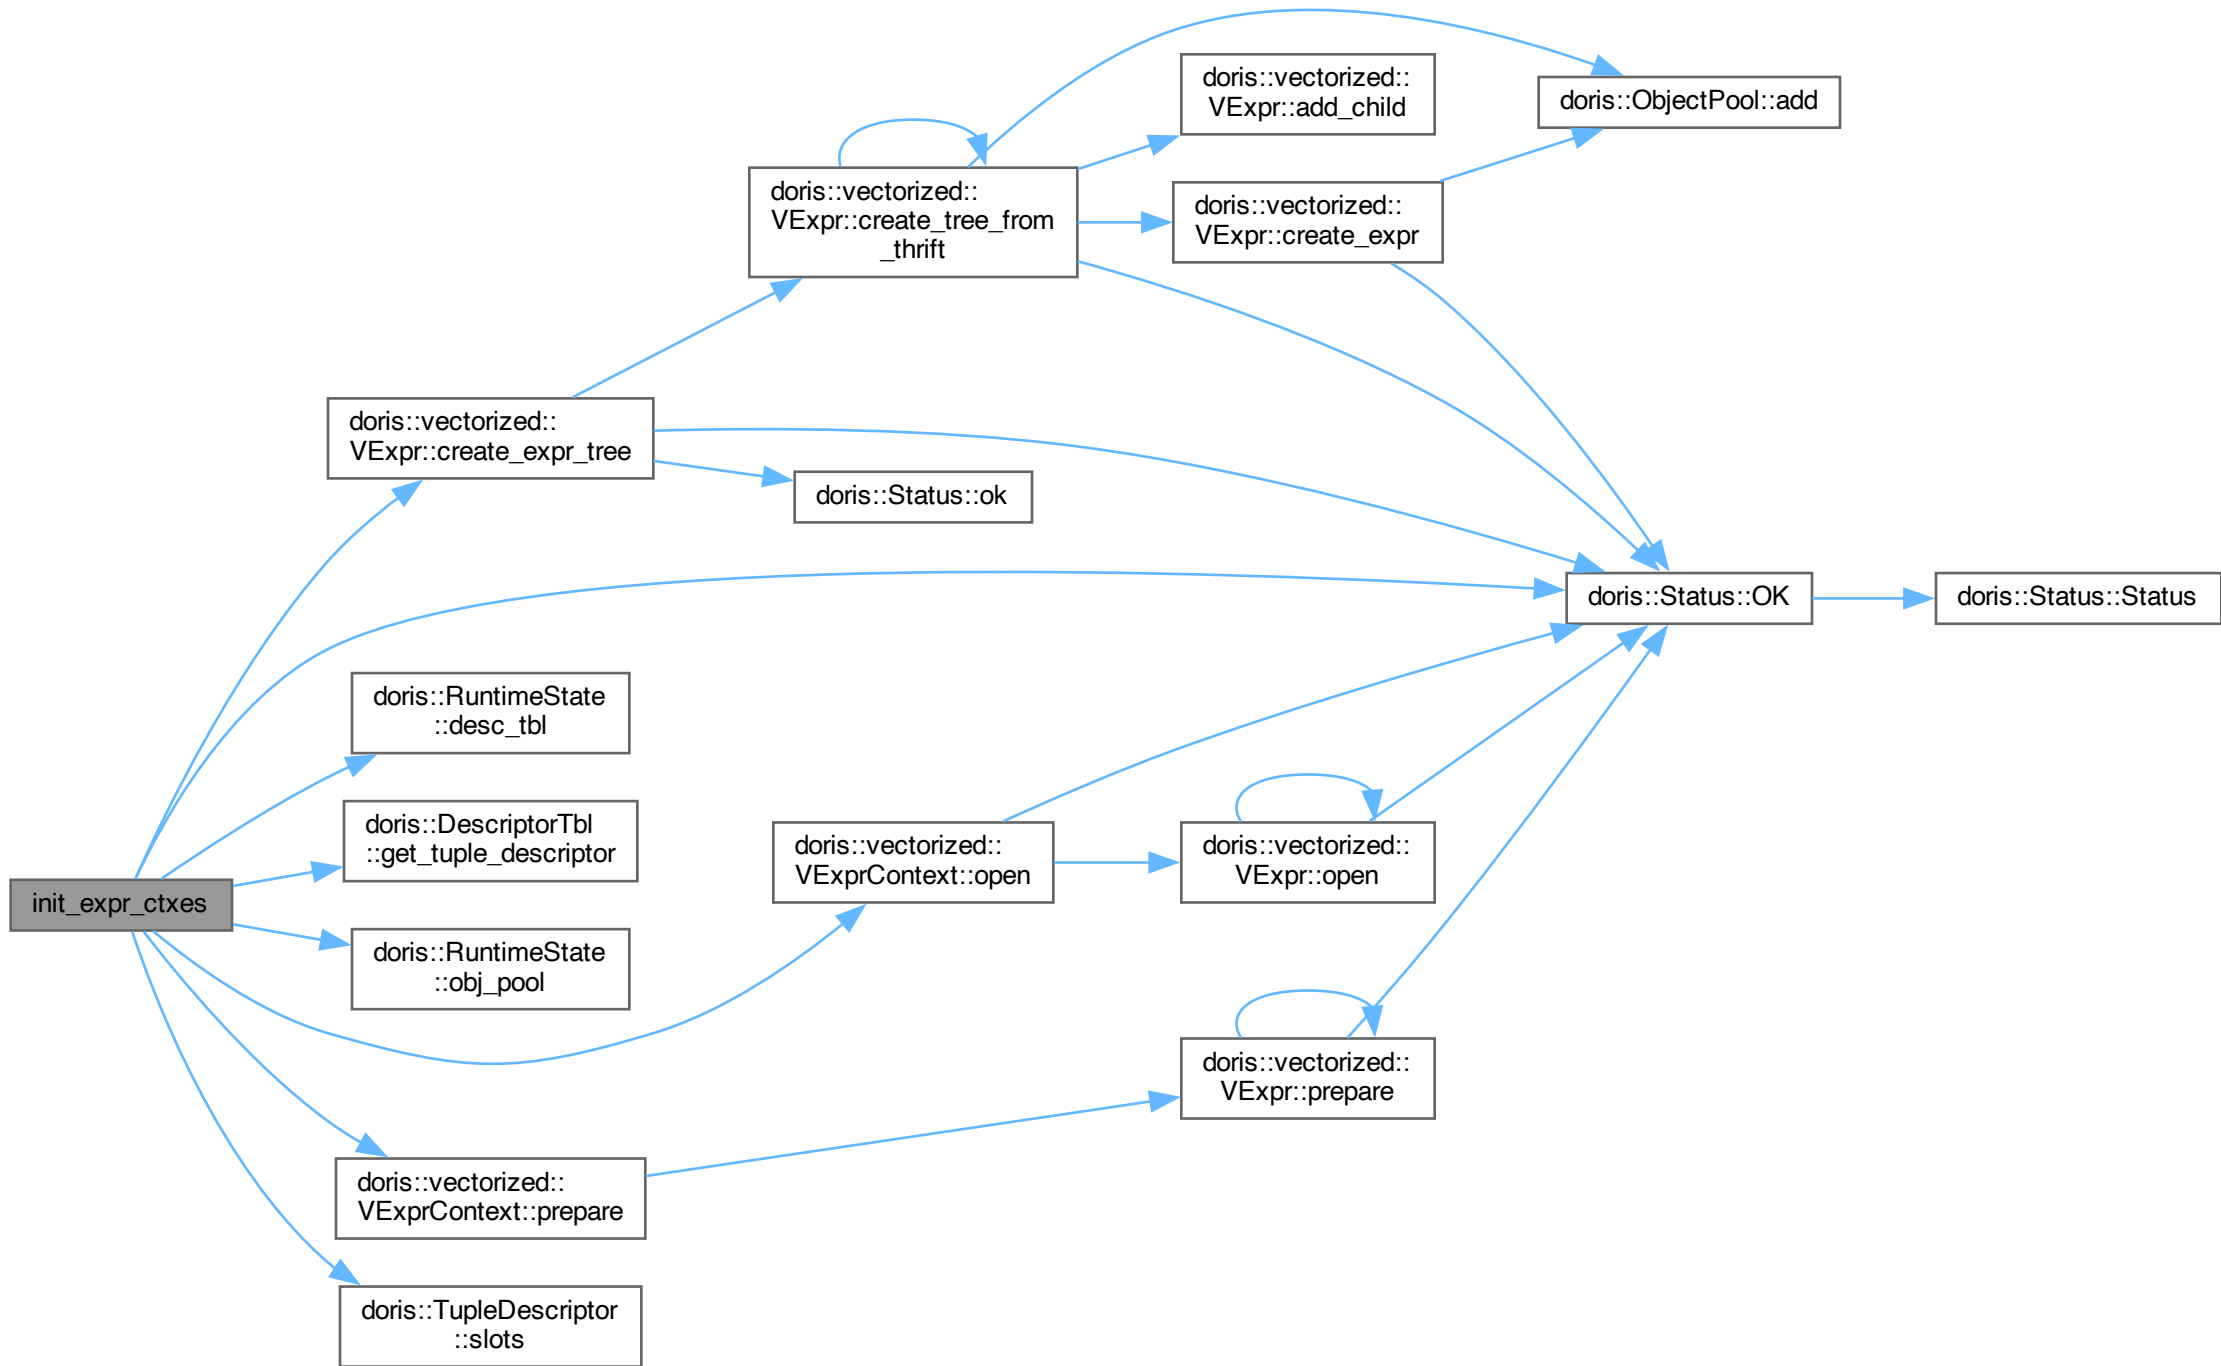 init_expr_ctxes
doris::vectorized::
VExpr::create_expr_tree
doris::RuntimeState
::desc_tbl
doris::DescriptorTbl
::get_tuple_descriptor
doris::RuntimeState
::obj_pool
doris::vectorized::
VExprContext::prepare
doris::TupleDescriptor
::slots
doris::vectorized::
VExpr::create_tree_from
_thrift
doris::Status::ok
doris::vectorized::
VExprContext::open
doris::vectorized::
VExpr::add_child
doris::vectorized::
VExpr::create_expr
doris::vectorized::
VExpr::open
doris::vectorized::
VExpr::prepare
doris::ObjectPool::add
doris::Status::OK
doris::Status::Status